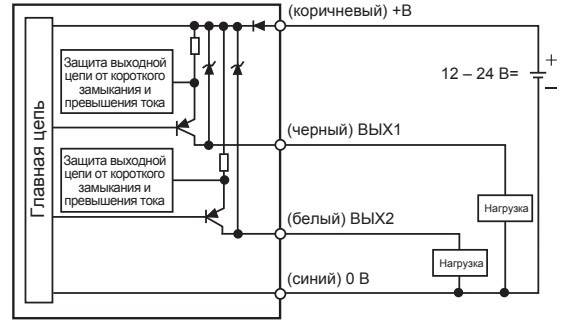 (коричневый) +В
Защита выходной
цепи от короткого
замыкания и
превышения тока
12 – 24 В=
+
–
Главная цепь
(черный) ВЫХ1
Защита выходной
цепи от короткого
замыкания и
превышения тока
Нагрузка
(белый) ВЫХ2
Нагрузка
(синий) 0 В